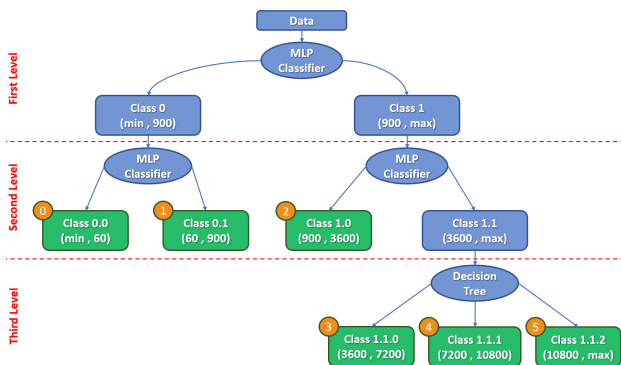 Data
MLP
Classifier
First Level
Class 0
(min , 900)
Class 1
(900 , max)
MLP
Classifier
MLP
Classifier
Second Level
0
Class 0.0
(min , 60)
1
Class 0.1
(60 , 900)
2
Class 1.0
(900 , 3600)
Class 1.1
(3600 , max)
Decision
Tree
Third Level
3
Class 1.1.0
(3600 , 7200)
4
Class 1.1.1
(7200 , 10800)
5
Class 1.1.2
(10800 , max)